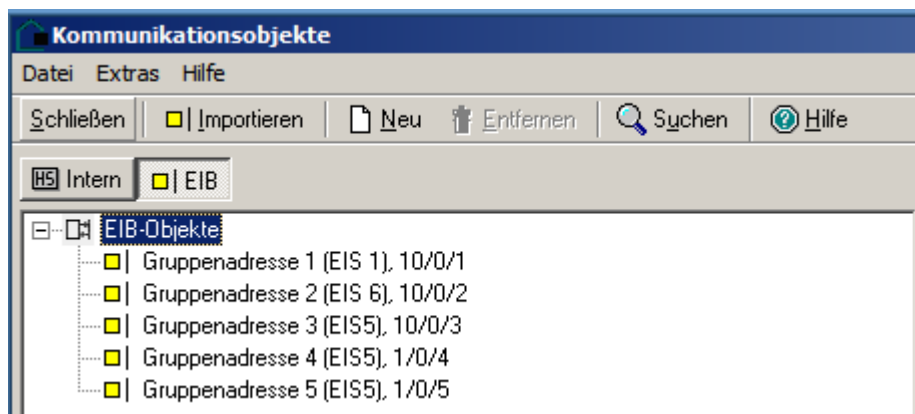 Kommunikationsobjekte
Datei Extras Hilfe
Schließen Importieren Neu Entfernen Suchen Hilfe
HS Intern EIB
EIB-Objekte
Gruppenadresse 1 (EIS 1), 10/0/1
Gruppenadresse 2 (EIS 6), 10/0/2
Gruppenadresse 3 (EIS5), 10/0/3
Gruppenadresse 4 (EIS5), 1/0/4
Gruppenadresse 5 (EIS5), 1/0/5